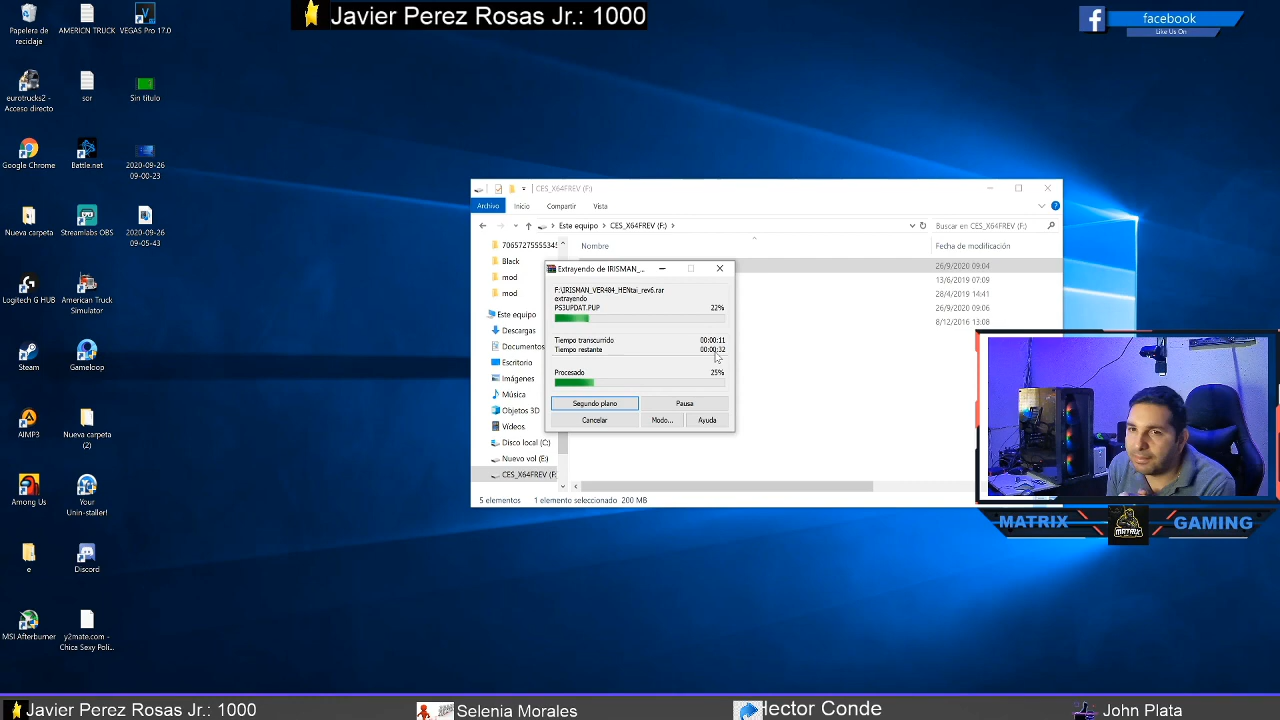 Javier Perez Rosas Jr.: 1000
facebook
Like Us On
Papelera de
reciclaje
AMERICN TRUCK
VEGAS Pro 17.0
eurotrucks2 -
Acceso directo
sor
Sin título
Google Chrome
Battle.net
2020-09-26
09-00-23
Nueva carpeta
Streamlabs OBS
2020-09-26
09-05-43
Logitech G HUB
American Truck
Simulator
Steam
Gameloop
AIMP3
Nueva carpeta
(2)
Among Us
Your
Unin-staller!
e
Discord
MSI Afterburner
y2mate.com -
Chica Sexy Poli...
CES_X64FREV (F:)
Archivo
Inicio
Compartir
Vista
Este equipo
CES_X64FREV (F:)
Buscar en CES_X64FREV (F:)
Nombre
Fecha de modificación
Black
mod
mod
Este equipo
Descargas
Documentos
Escritorio
Imágenes
Música
Objetos 3D
Vídeos
Disco local (C:)
Nuevo vol (E:)
CES_X64FREV (F:
26/9/2020 09:04
13/6/2019 07:09
28/4/2019 14:41
26/9/2020 09:06
8/12/2016 13:08
5 elementos
1 elemento seleccionado 200 MB
Extrayendo de IRISMAN_...
F:\IRISMAN_VER484_HENtai_rev6.rar
extrayendo
PS3UPDAT.PUP
22%
Tiempo transcurrido
00:00:11
Tiempo restante
00:00:32
Procesado
25%
Segundo plano
Pausa
Cancelar
Modo...
Ayuda
MATRIX
MATRIX
GAMING
Javier Perez Rosas Jr.: 1000
Selenia Morales
Hector Conde
John Plata